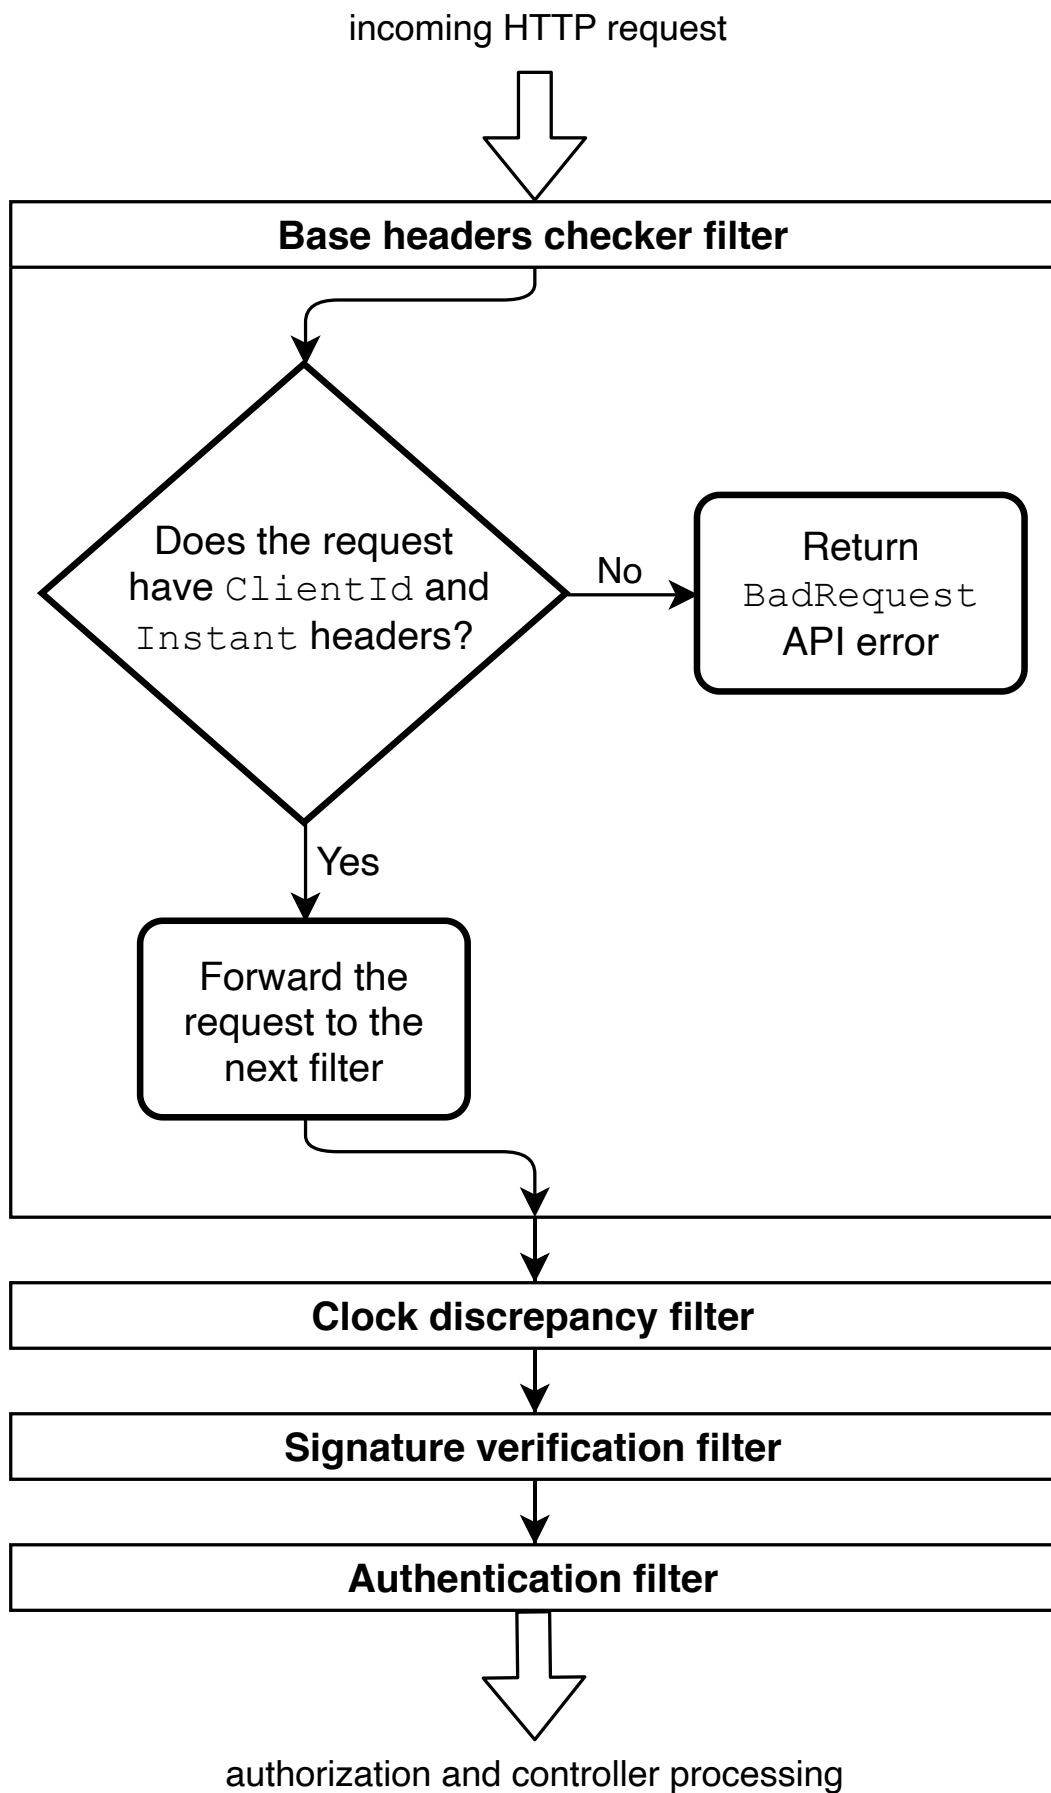 incoming HTTP request
Base headers checker filter
Does the request
have ClientId and
Instant headers?
No
Return
BadRequest
API error
Yes
Forward the
request to the
next filter
Clock discrepancy filter
Signature verification filter
Authentication filter
authorization and controller processing